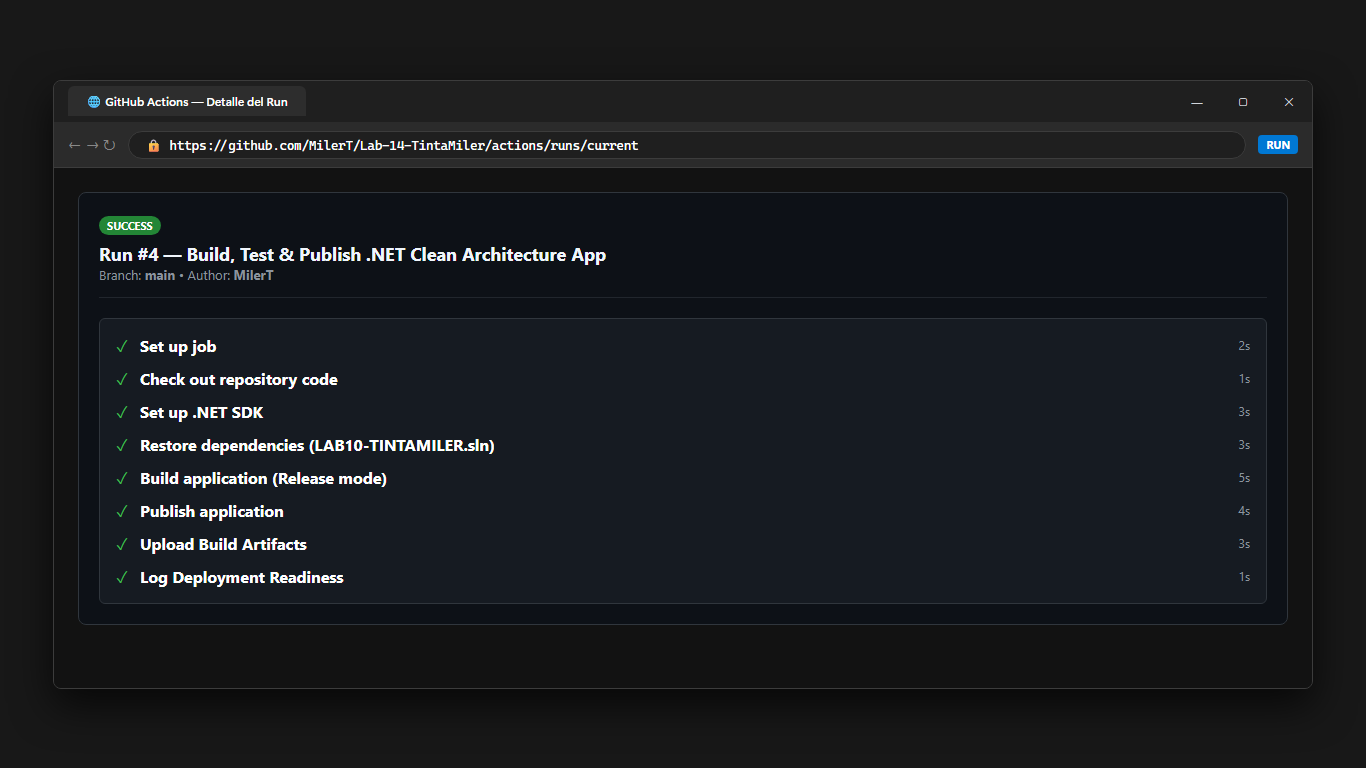 GitHub Actions — Detalle del Run
https://github.com/MilerT/Lab-14-TintaMiler/actions/runs/current
RUN
SUCCESS
Run #4 — Build, Test & Publish .NET Clean Architecture App
Branch: main • Author: MilerT
✓ Set up job 2s
✓ Check out repository code 1s
✓ Set up .NET SDK 3s
✓ Restore dependencies (LAB10-TINTAMILER.sln) 3s
✓ Build application (Release mode) 5s
✓ Publish application 4s
✓ Upload Build Artifacts 3s
✓ Log Deployment Readiness 1s